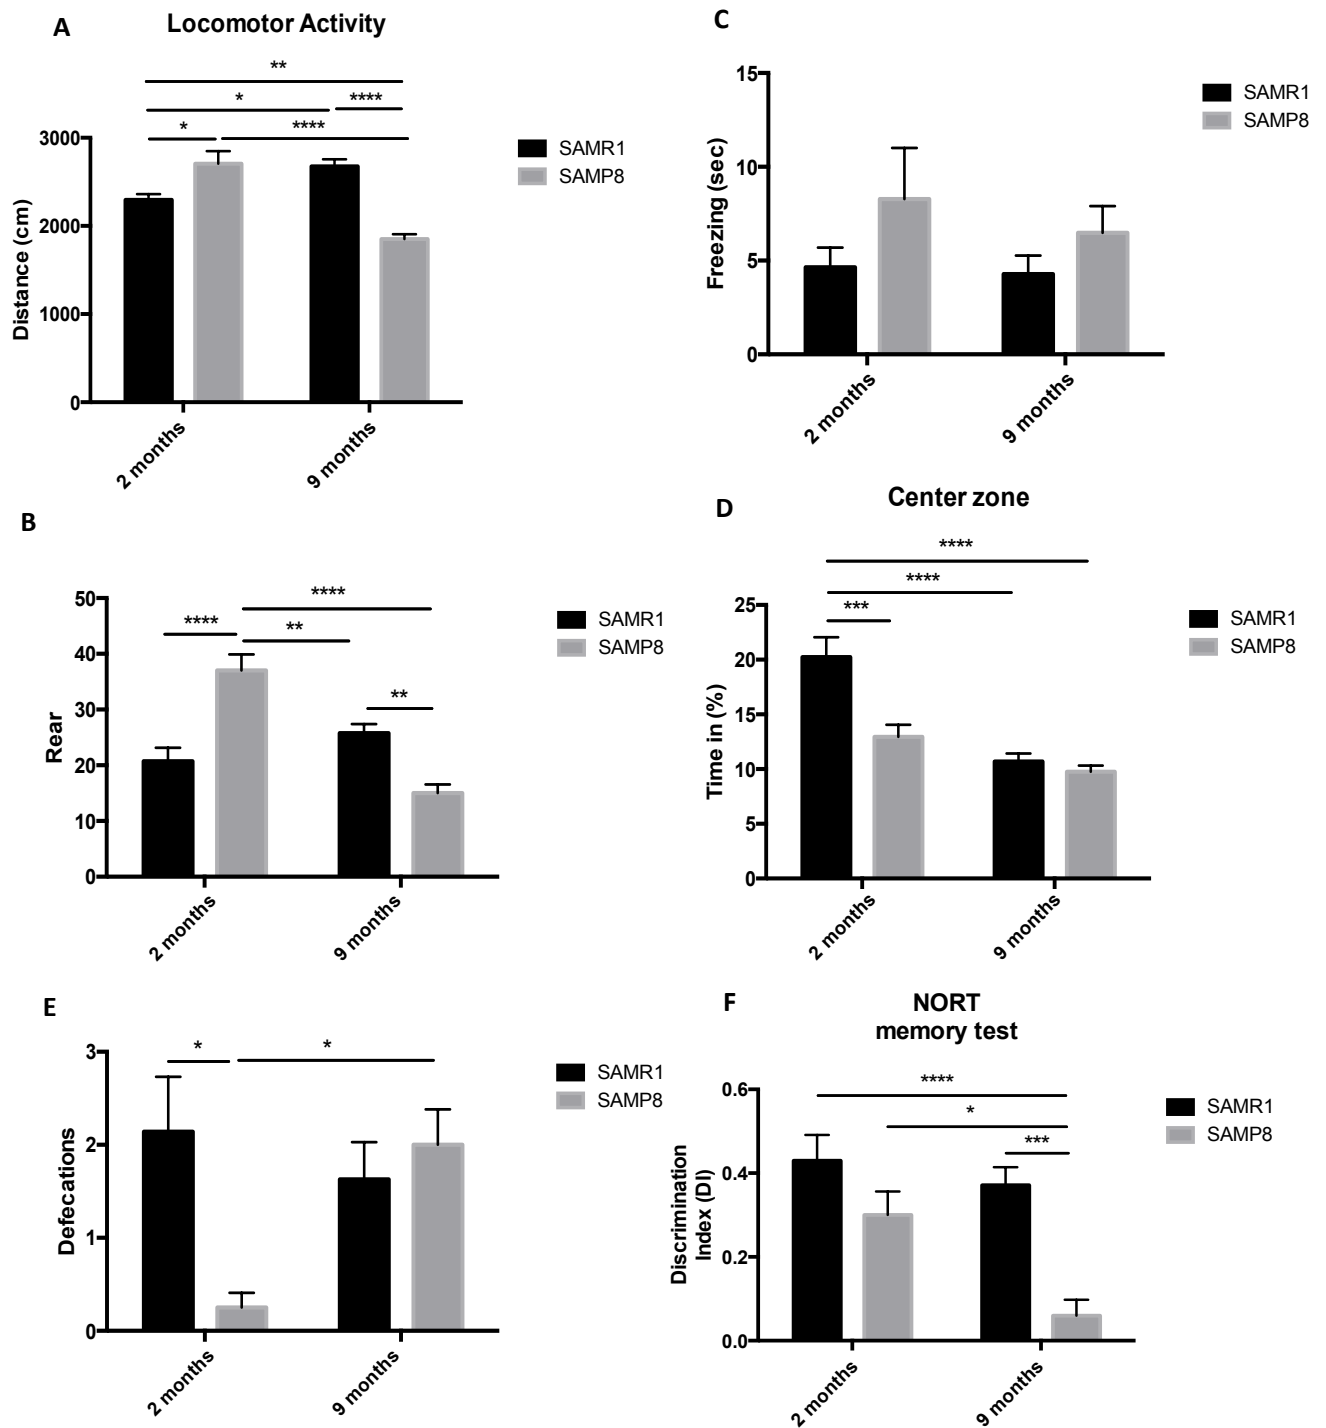 A
Locomotor Activity
**
*
****
*
****
3000
2000
1000
0
Distance (cm)
2 months
9 months
SAMR1
SAMP8
C
15
10
5
0
Freezing (sec)
2 months
9 months
SAMR1
SAMP8
B
****
****
**
**
50
40
30
20
10
0
Rear
2 months
9 months
SAMR1
SAMP8
D
Center zone
****
****
***
25
20
15
10
5
0
Time in (%)
2 months
9 months
SAMR1
SAMP8
E
*
*
3
2
1
0
Defecations
2 months
9 months
SAMR1
SAMP8
F
NORT
memory test
****
*
***
0.6
0.4
0.2
0.0
Discrimination
Index (DI)
2 months
9 months
SAMR1
SAMP8